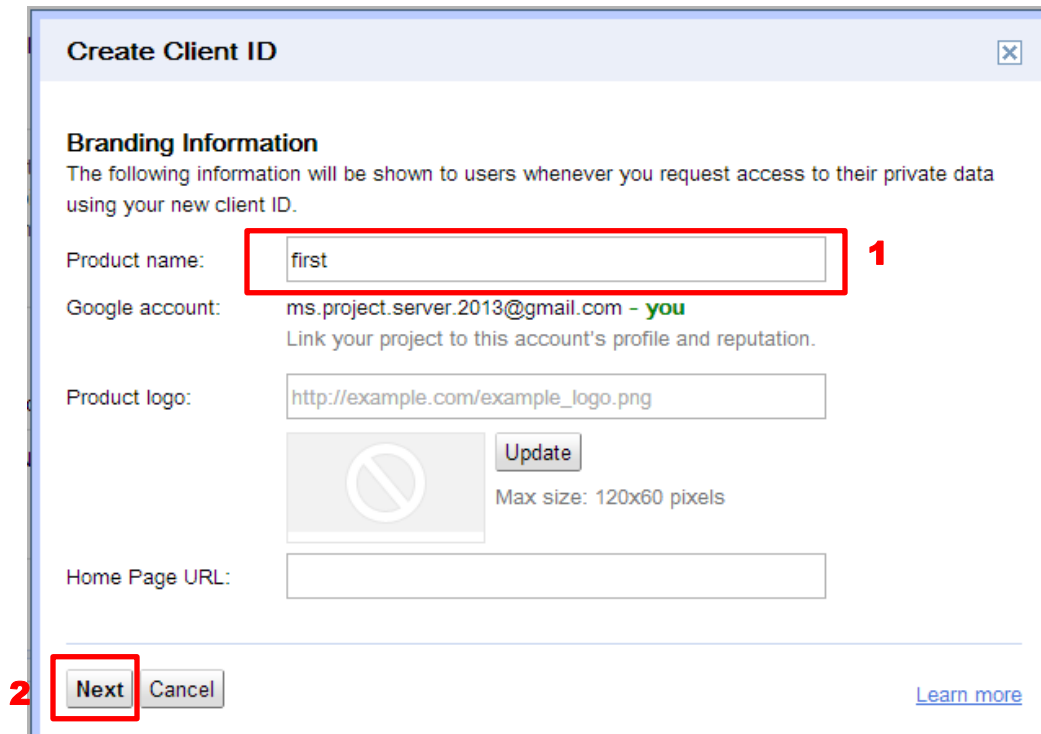 Create Client ID
Branding Information
The following information will be shown to users whenever you request access to their private data
using your new client ID.
Product name: first 1
Google account: ms.project.server.2013@gmail.com - you
Link your project to this account's profile and reputation.
Product logo: http://example.com/example_logo.png
Update
Max size: 120x60 pixels
Home Page URL:
2 Next Cancel Learn more